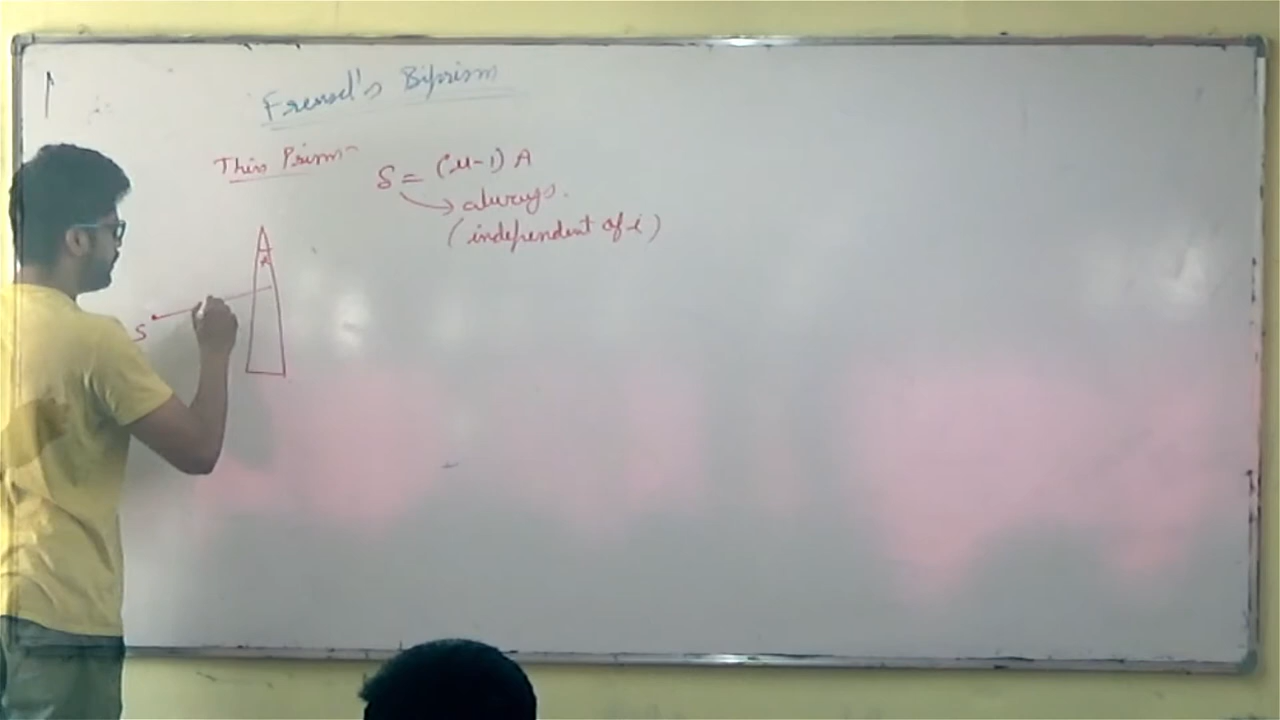 Fresnel's Biprism
Thin Prism-
δ = (μ-1) A
always.
(independent of i)
A
S